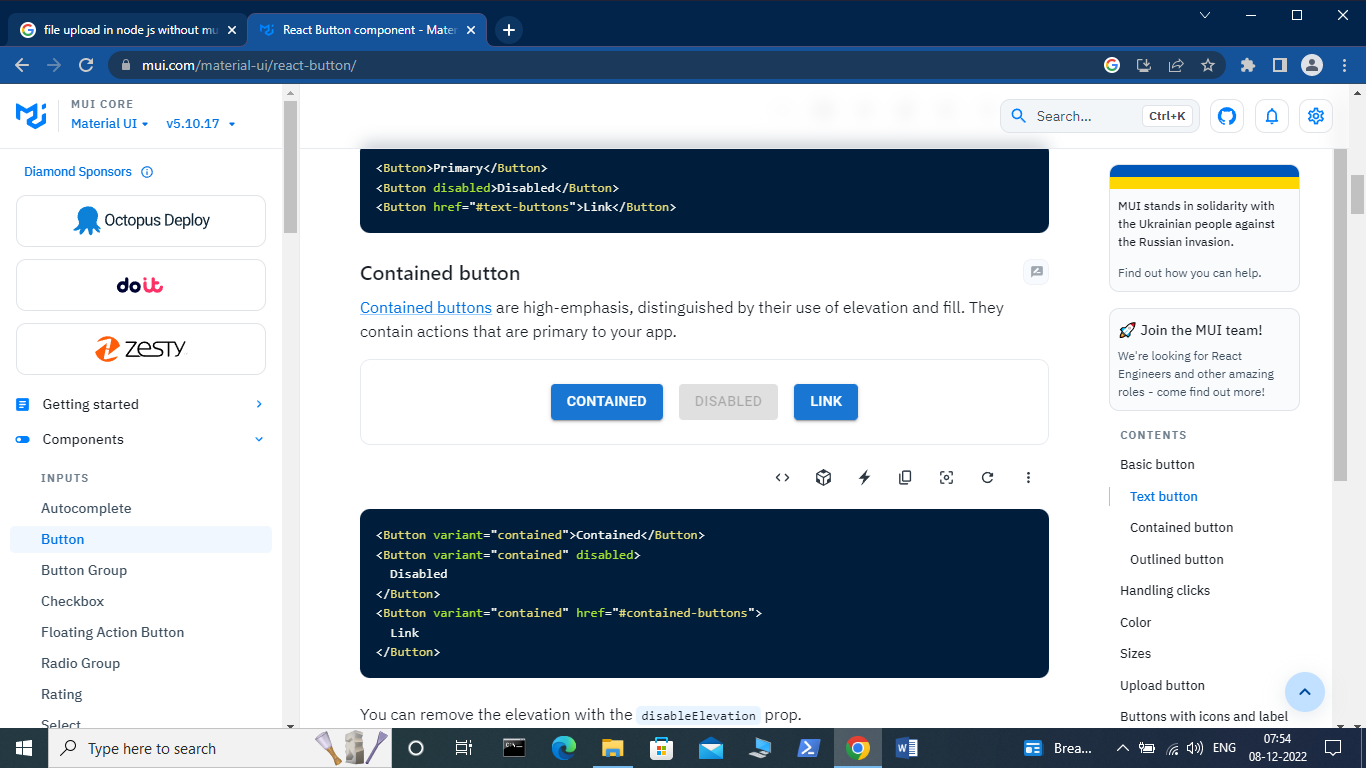 file upload in node js without mu
React Button component - Mater
mui.com/material-ui/react-button/
MUI CORE
Material UI
v5.10.17
Search...
Ctrl+K
Diamond Sponsors
Octopus Deploy
doit
ZESTY
Getting started
Components
INPUTS
Autocomplete
Button
Button Group
Checkbox
Floating Action Button
Radio Group
Rating
Select
<Button>Primary</Button>
<Button disabled>Disabled</Button>
<Button href="#text-buttons">Link</Button>
Contained button
Contained buttons are high-emphasis, distinguished by their use of elevation and fill. They
contain actions that are primary to your app.
CONTAINED
DISABLED
LINK
<Button variant="contained">Contained</Button>
<Button variant="contained" disabled>
Disabled
</Button>
<Button variant="contained" href="#contained-buttons">
Link
</Button>
You can remove the elevation with the disableElevation prop.
MUI stands in solidarity with
the Ukrainian people against
the Russian invasion.
Find out how you can help.
🚀 Join the MUI team!
We're looking for React
Engineers and other amazing
roles - come find out more!
CONTENTS
Basic button
Text button
Contained button
Outlined button
Handling clicks
Color
Sizes
Upload button
Buttons with icons and label
Type here to search
Brea...
ENG
07:54
08-12-2022